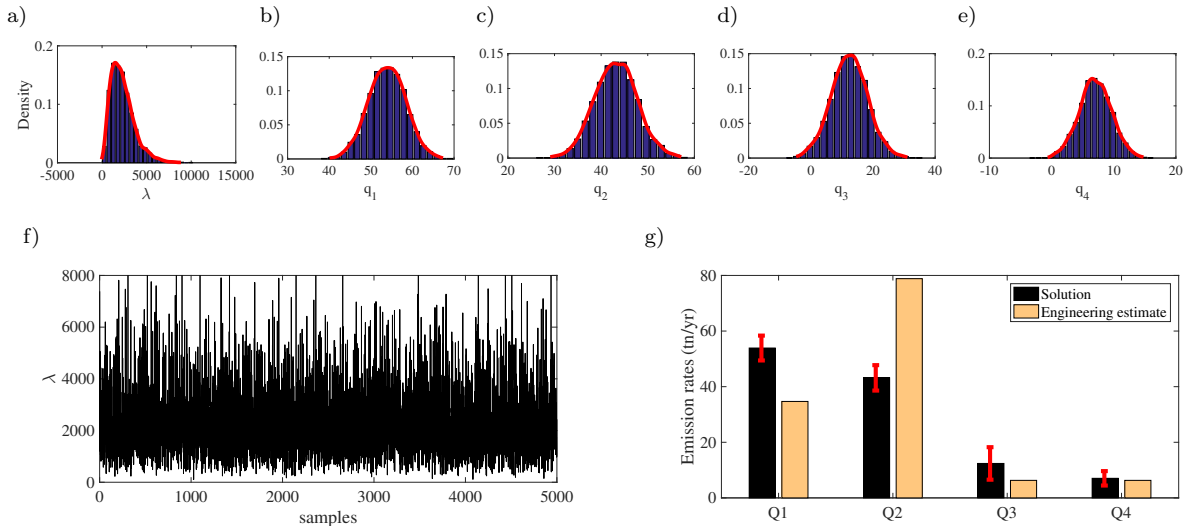 a)
b)
c)
d)
e)
0.2
0.1
0
Density
-5000 0 5000 10000 15000
λ
0.15
0.1
0.05
0
30 40 50 60 70
q1
0.15
0.1
0.05
0
20 30 40 50 60
q2
0.15
0.1
0.05
0
-20 0 20 40
q3
0.2
0.1
0
-10 0 10 20
q4
f)
8000
6000
4000
2000
0
λ
0 1000 2000 3000 4000 5000
samples
g)
80
60
40
20
0
Emission rates (tn/yr)
Solution
Engineering estimate
Q1 Q2 Q3 Q4